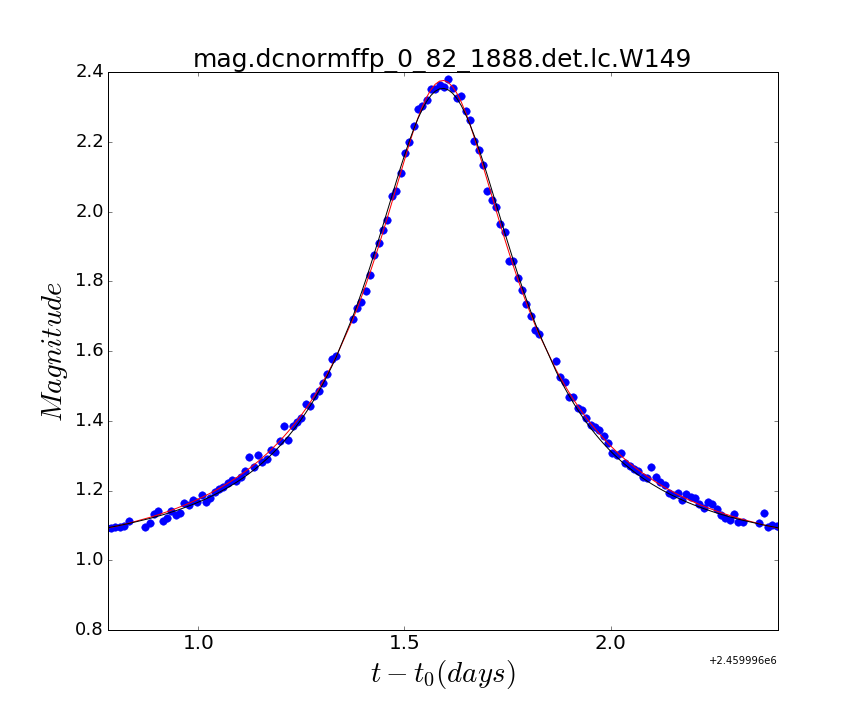 mag.dcnormffp_0_82_1888.det.lc.W149
2.4
2.2
2.0
1.8
1.6
1.4
1.2
1.0
0.8
Magnitude
1.0 1.5 2.0
+2.459996e6
t − t₀(days)